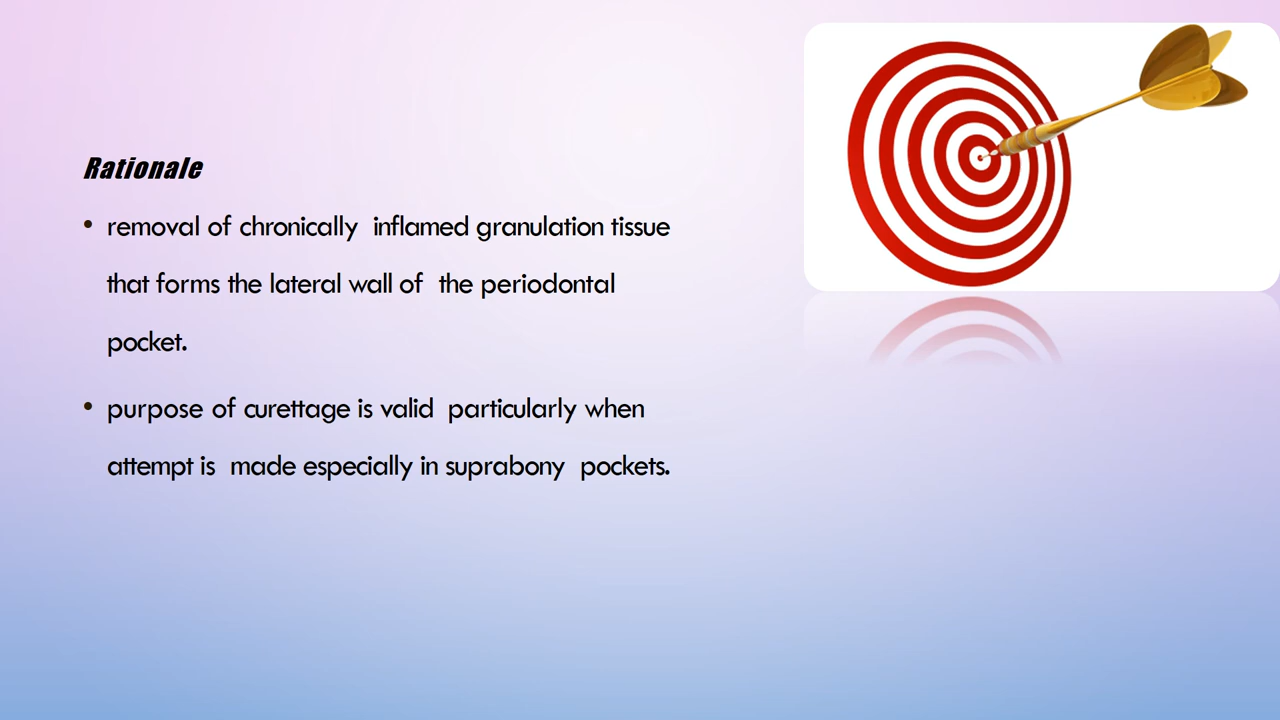 Rationale
• removal of chronically inflamed granulation tissue
that forms the lateral wall of the periodontal
pocket.
• purpose of curettage is valid particularly when
attempt is made especially in suprabony pockets.